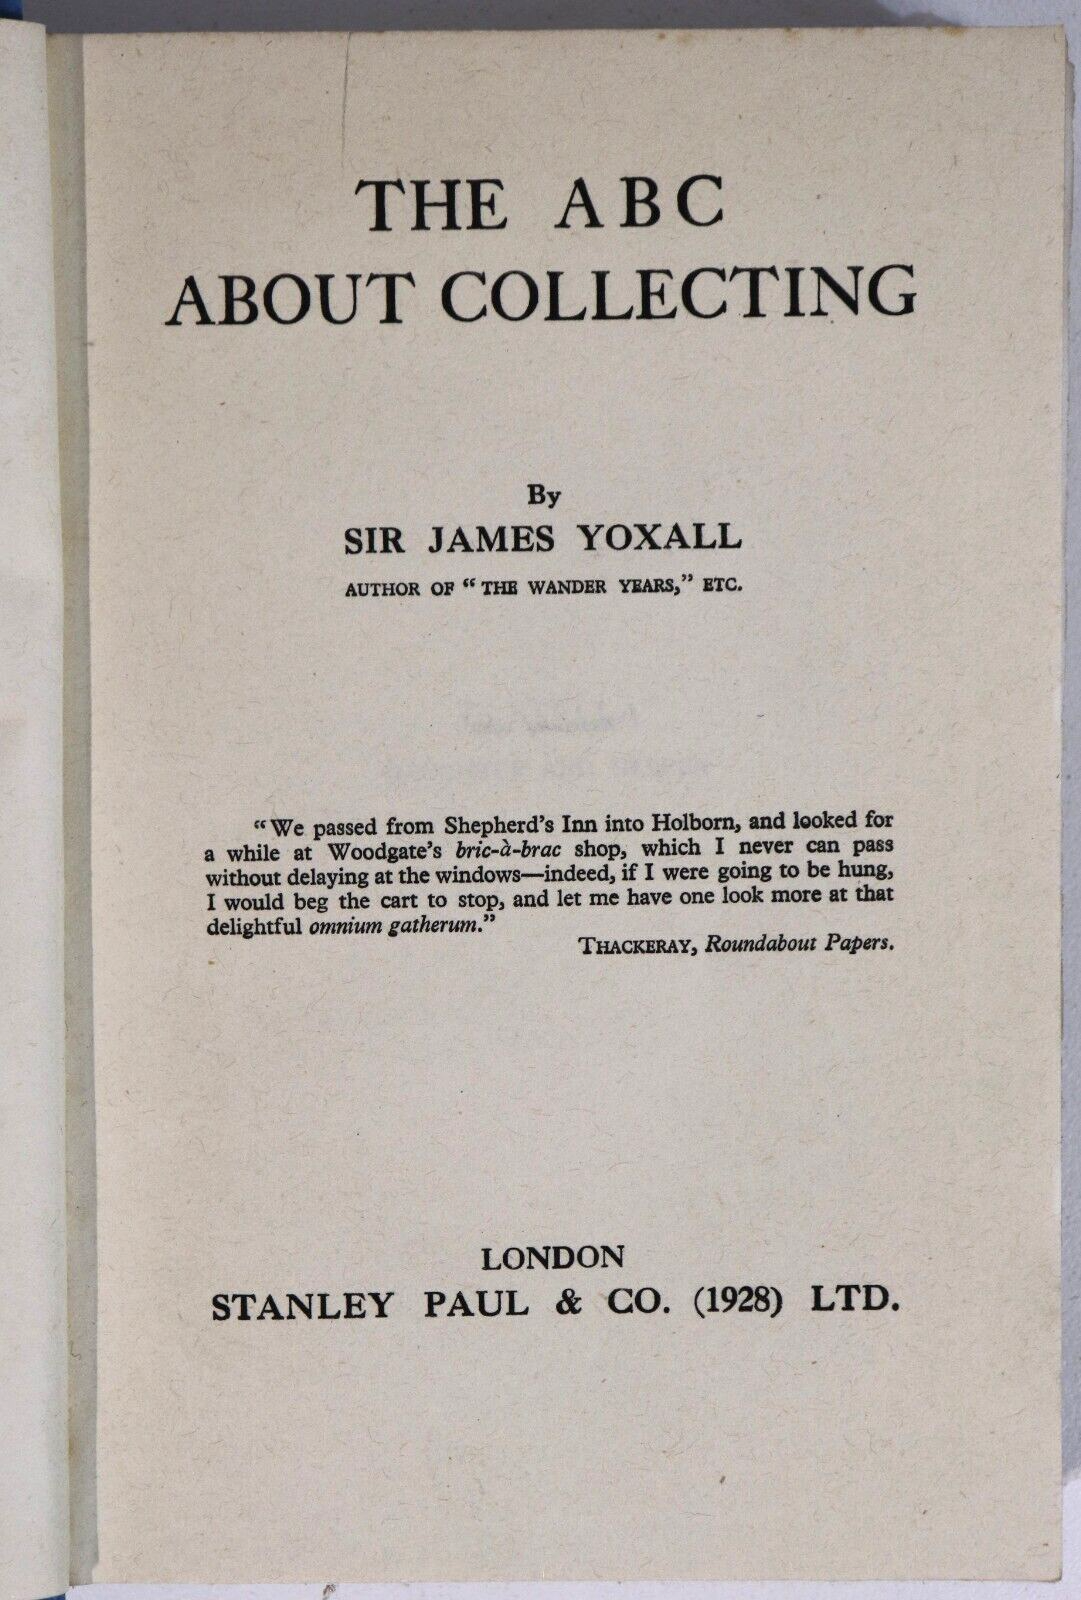 THE ABC
ABOUT COLLECTING
By
SIR JAMES YOXALL
AUTHOR OF “THE WANDER YEARS,” ETC.
“We passed from Shepherd’s Inn into Holborn, and looked for
a while at Woodgate’s bric-à-brac shop, which I never can pass
without delaying at the windows—indeed, if I were going to be hung,
I would beg the cart to stop, and let me have one look more at that
delightful omnium gatherum.”
THACKERAY, Roundabout Papers.
LONDON
STANLEY PAUL & CO. (1928) LTD.